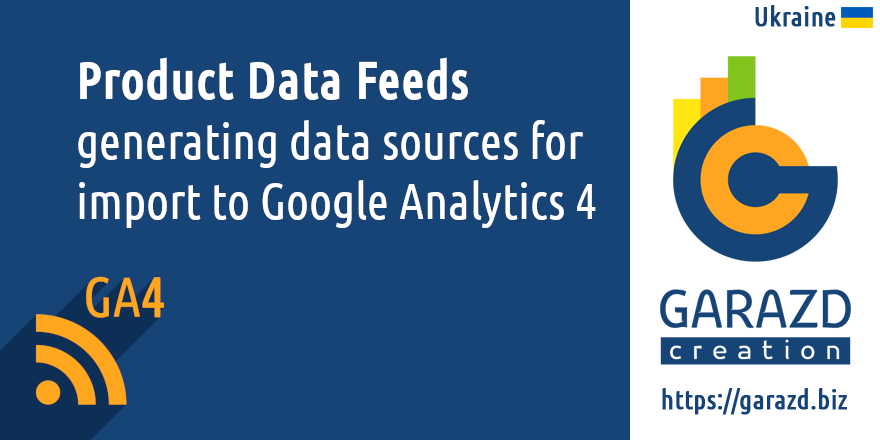 Product Data Feeds
generating data sources for
import to Google Analytics 4
GA4
Ukraine
GARAZD
creation
https://garazd.biz